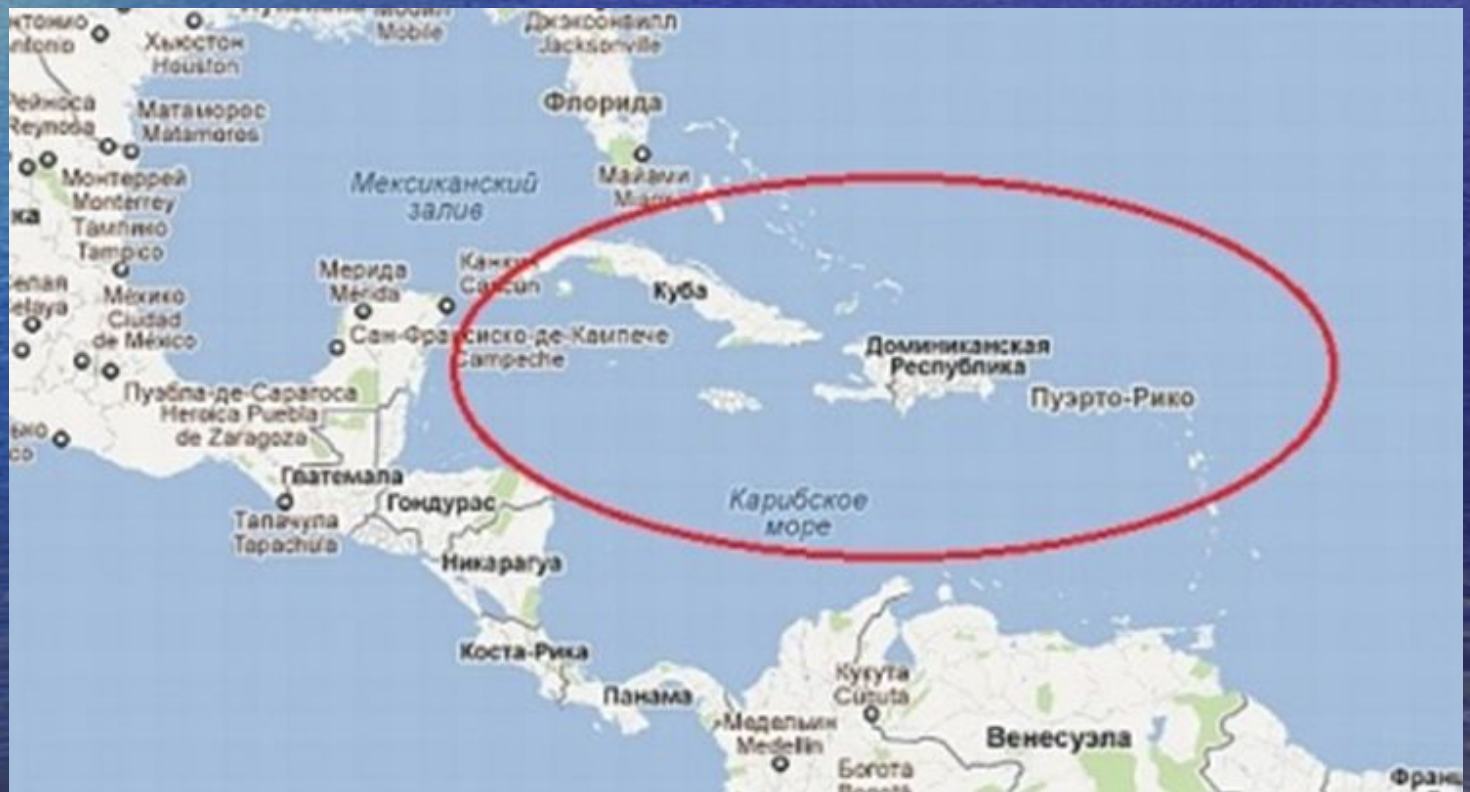 Mobile
Джэксонвилл
Jacksonville
Хьюстон
Houston
Reynosa
Матаморос
Matamoros
Флорида
Монтеррей
Monterrey
Тампико
Tampico
Мексиканский
залив
Майами
Мехико
Ciudad
de México
Мерида
Mérida
Cancún
Куба
Сан-Франсиско-де-Кампече
Campeche
Доминиканская
Республика
Пуэрто-Рико
Пуэбла-де-Сарагоса
Heroica Puebla
de Zaragoza
Гватемала
Гондурас
Тапачула
Tapachula
Карибское
море
Никарагуа
Коста-Рика
Панама
Кукута
Cúcuta
Медельин
Medellín
Венесуэла
Богота